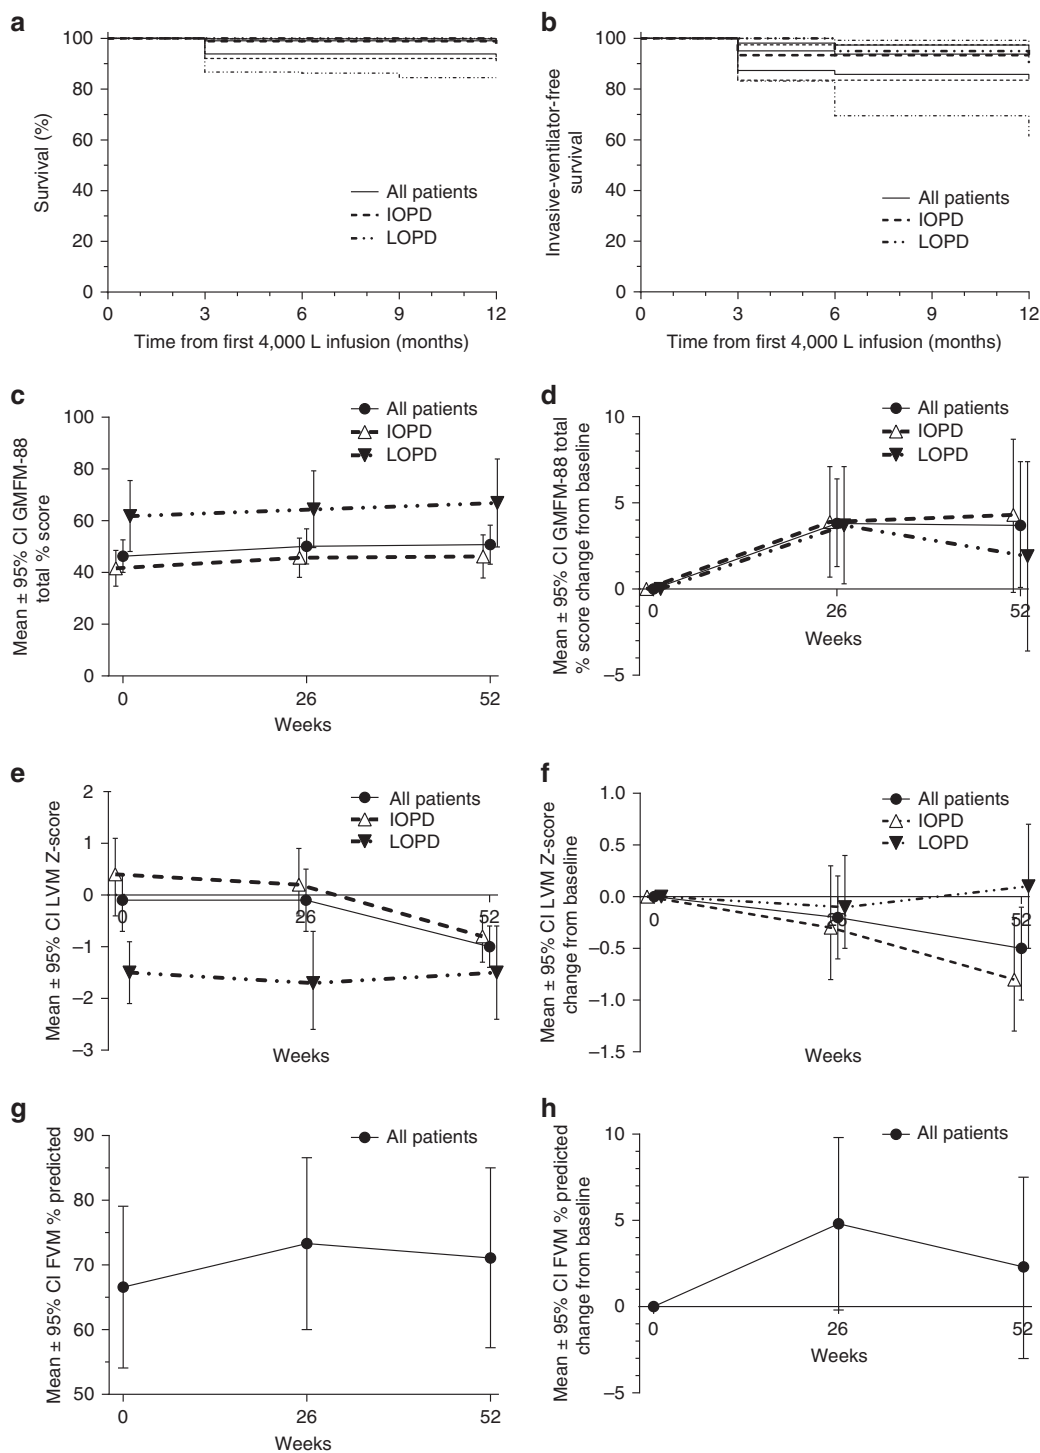 a
100
80
60
40
20
0
Survival (%)
All patients
IOPD
LOPD
0 3 6 9 12
Time from first 4,000 L infusion (months)
b
100
80
60
40
20
0
Invasive-ventilator-free
survival
All patients
IOPD
LOPD
0 3 6 9 12
Time from first 4,000 L infusion (months)
c
100
80
60
40
20
0
Mean ± 95% CI GMFM-88
total % score
All patients
IOPD
LOPD
0 26 52
Weeks
d
10
5
0
–5
Mean ± 95% CI GMFM-88 total
% score change from baseline
All patients
IOPD
LOPD
0 26 52
Weeks
e
2
1
0
–1
–2
–3
Mean ± 95% CI LVM Z-score
All patients
IOPD
LOPD
0 26 52
Weeks
f
1.0
0.5
0.0
–0.5
–1.0
–1.5
Mean ± 95% CI LVM Z-score
change from baseline
All patients
IOPD
LOPD
0 26 52
Weeks
g
90
80
70
60
50
Mean ± 95% CI FVM % predicted
All patients
0 26 52
Weeks
h
10
5
0
–5
Mean ± 95% CI FVM % predicted
change from baseline
All patients
0 26 52
Weeks